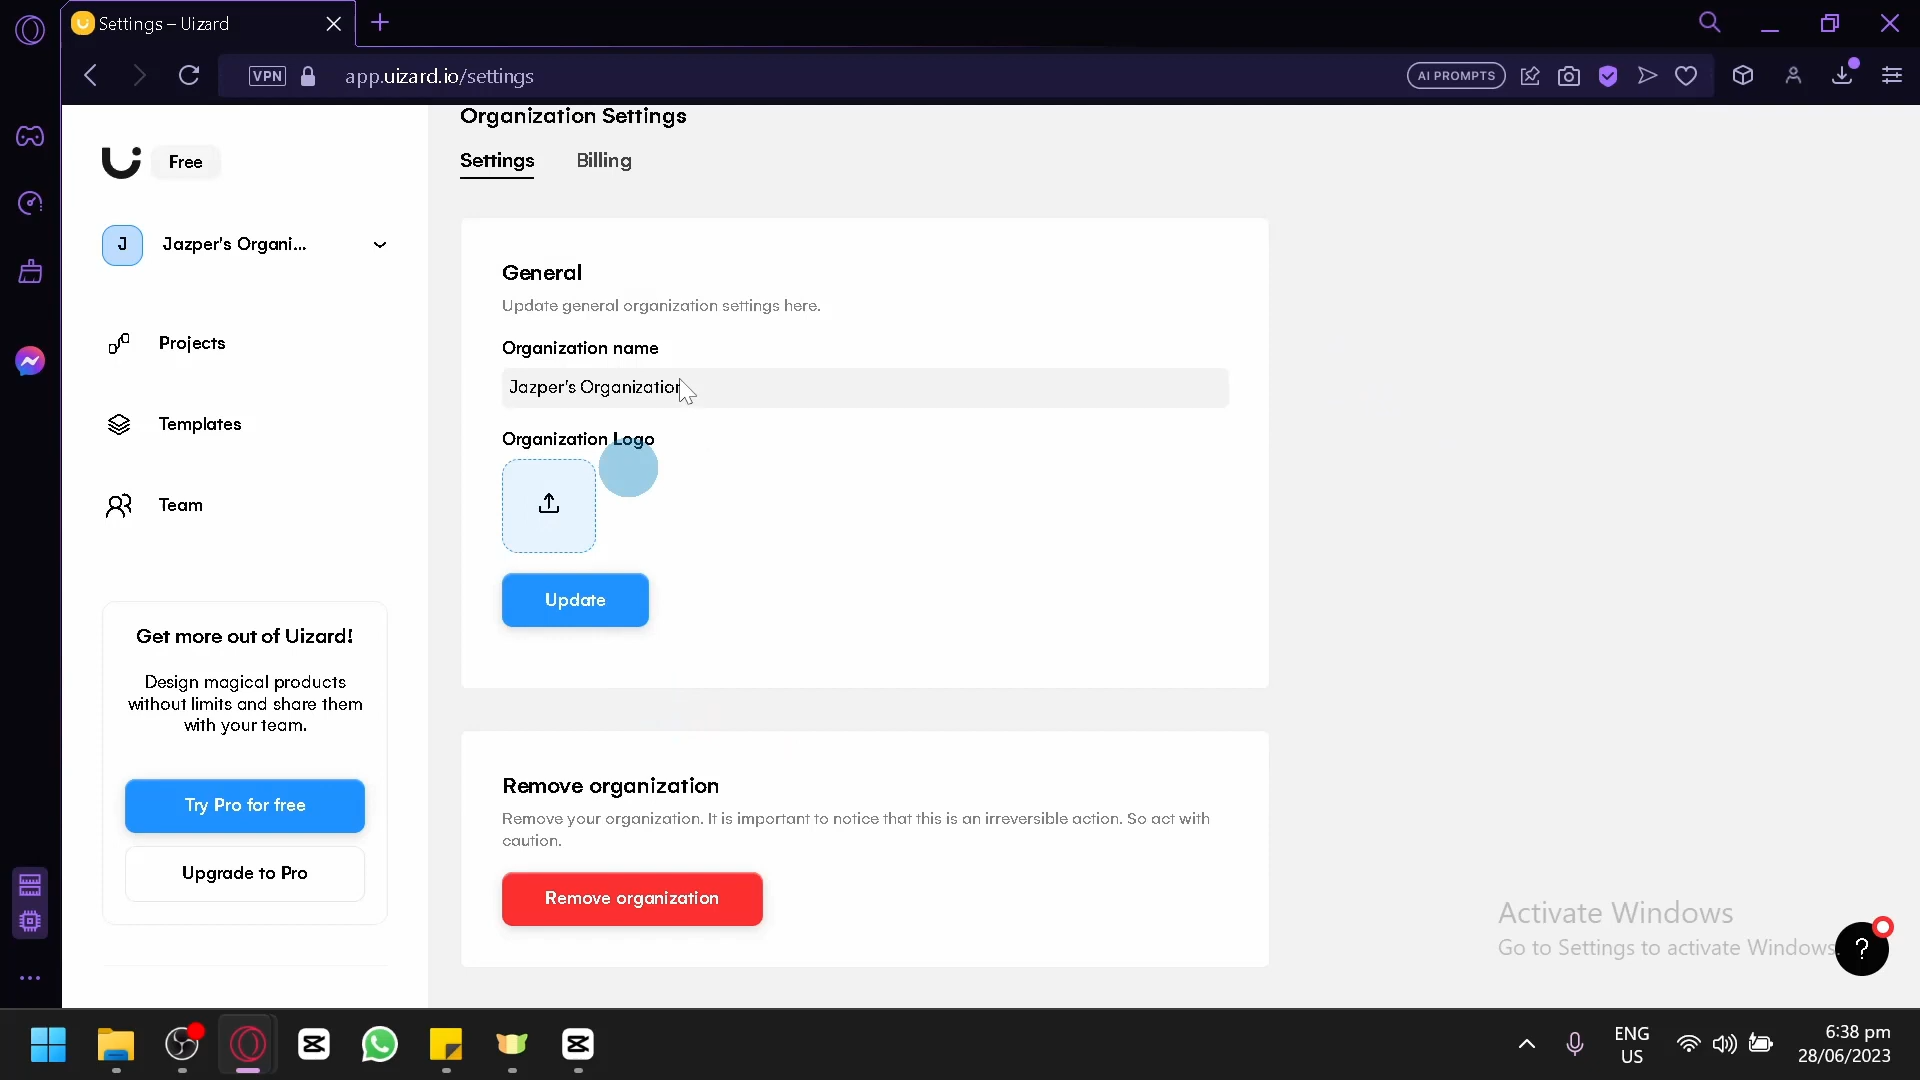 Settings – Uizard
VPN
app.uizard.io/settings
AI PROMPTS
Organization Settings
Free
Settings
Billing
J
Jazper's Organi...
General
Update general organization settings here.
Projects
Organization name
Jazper's Organization
Templates
Organization Logo
Team
Update
Get more out of Uizard!
Design magical products
without limits and share them
with your team.
Remove organization
Try Pro for free
Remove your organization. It is important to notice that this is an irreversible action. So act with
caution.
Upgrade to Pro
Remove organization
Activate Windows
Go to Settings to activate Windows.
?
ENG
US
6:38 pm
28/06/2023